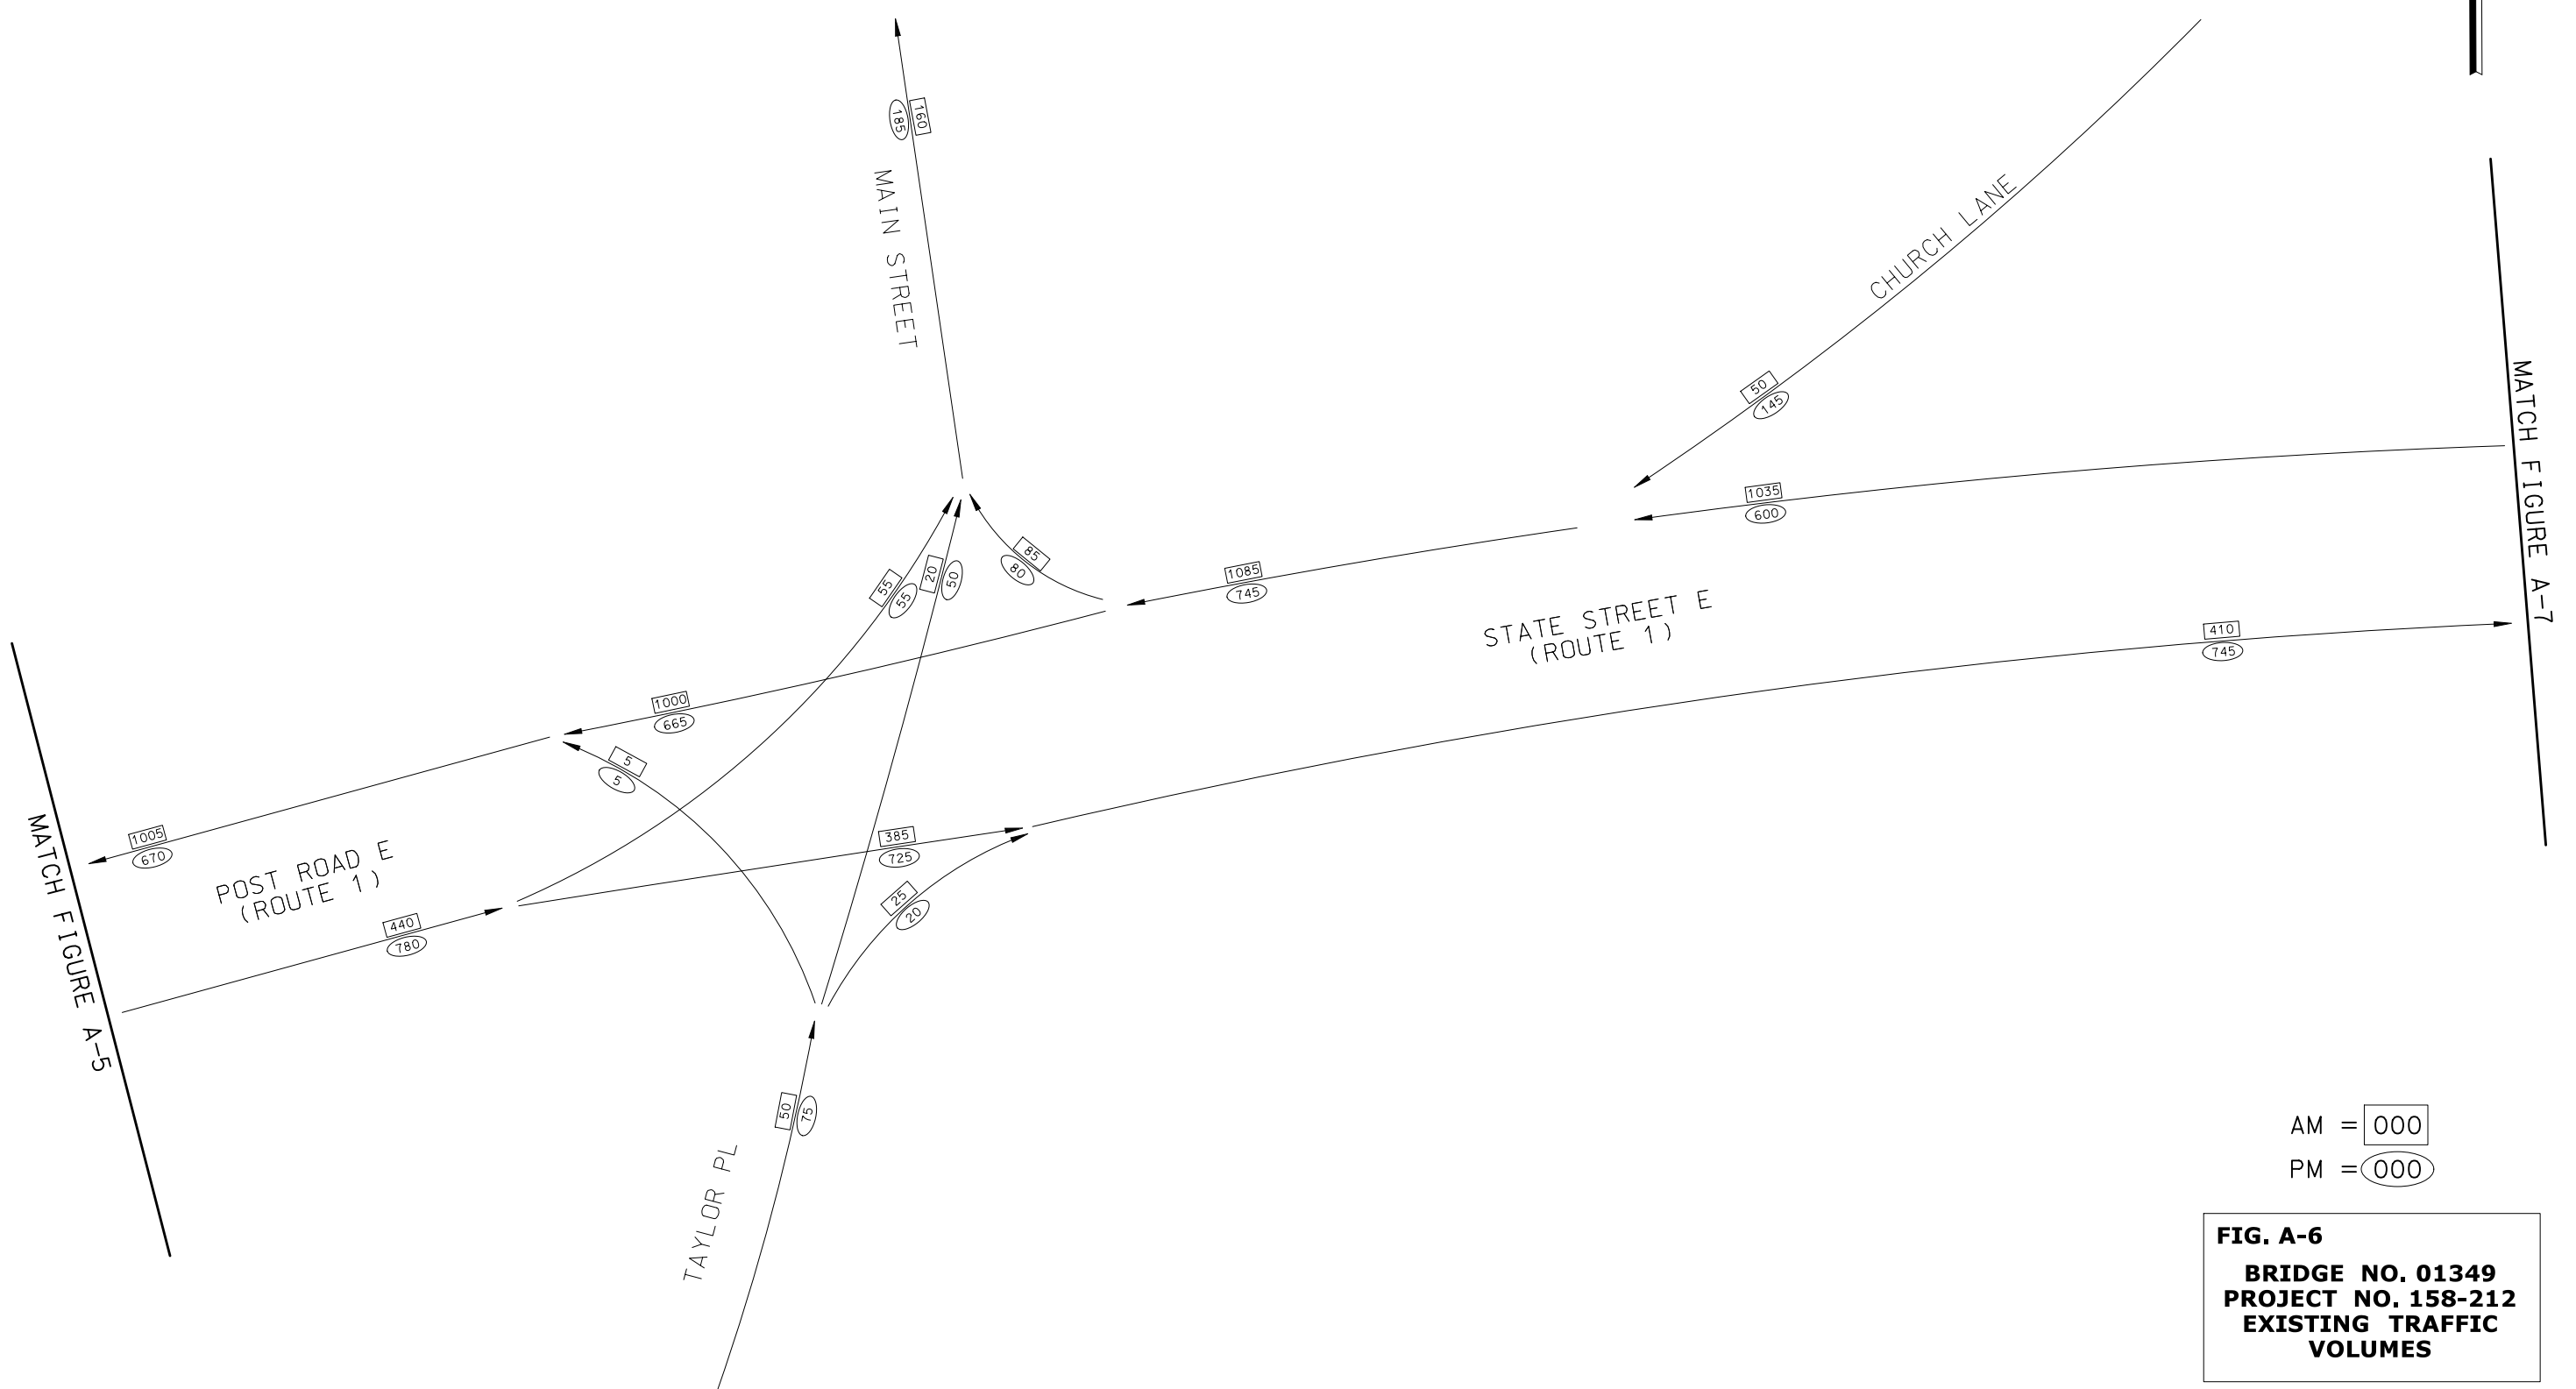 160
185
MAIN STREET
CHURCH LANE
50
145
MATCH FIGURE A-7
1035
600
85
80
1085
745
55
55
20
50
STATE STREET E
(ROUTE 1)
410
745
1000
665
5
5
1005
670
385
725
POST ROAD E
(ROUTE 1)
MATCH FIGURE A-5
440
780
25
20
50
75
TAYLOR PL
AM = 000
PM = 000
FIG. A-6
BRIDGE NO. 01349
PROJECT NO. 158-212
EXISTING TRAFFIC
VOLUMES